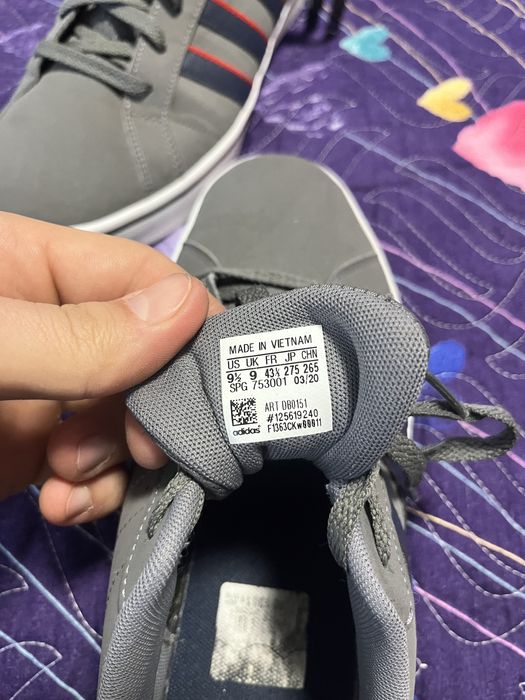 MADE IN VIETNAM
US UK FR JP CHN
9½ 9 43⅓ 275 265
SPG 753001 03/20
ART DB0151
#125619240
adidas F1363CKW00011